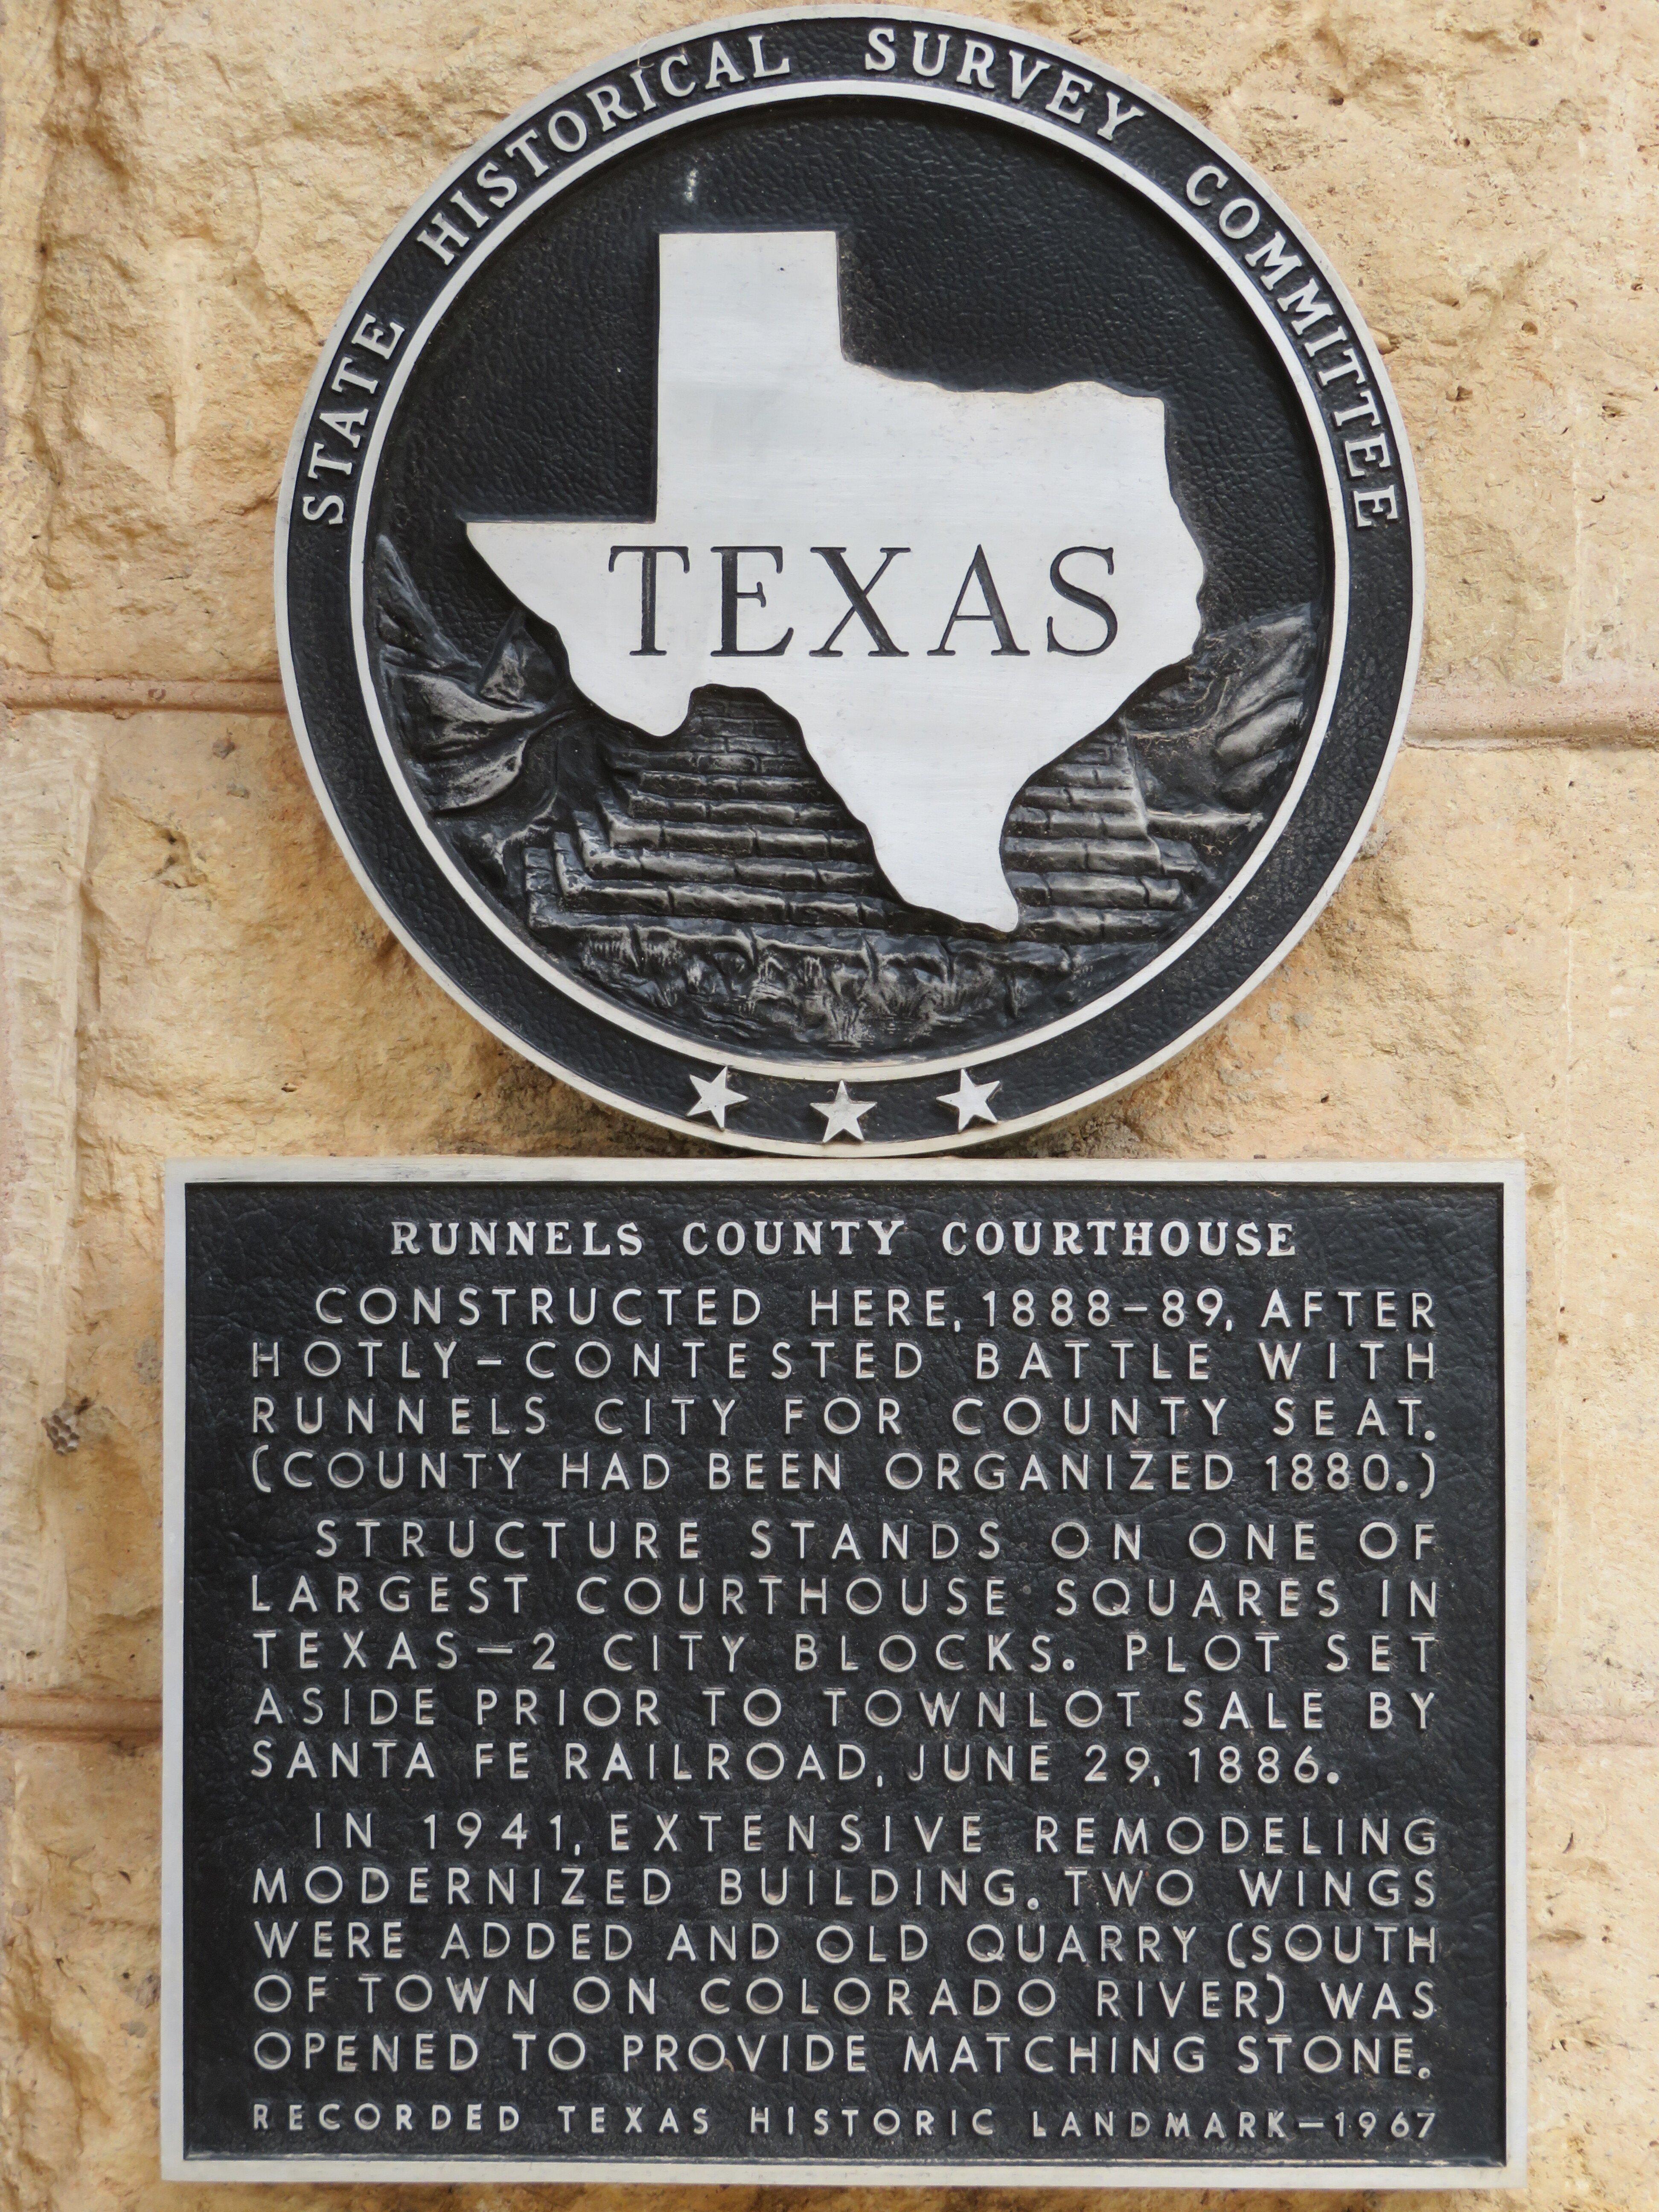 STATE HISTORICAL SURVEY COMMITTEE
TEXAS
RUNNELS COUNTY COURTHOUSE
CONSTRUCTED HERE, 1888-89, AFTER
HOTLY-CONTESTED BATTLE WITH
RUNNELS CITY FOR COUNTY SEAT.
(COUNTY HAD BEEN ORGANIZED 1880.)
STRUCTURE STANDS ON ONE OF
LARGEST COURTHOUSE SQUARES IN
TEXAS—2 CITY BLOCKS. PLOT SET
ASIDE PRIOR TO TOWNLOT SALE BY
SANTA FE RAILROAD, JUNE 29, 1886.
IN 1941, EXTENSIVE REMODELING
MODERNIZED BUILDING. TWO WINGS
WERE ADDED AND OLD QUARRY (SOUTH
OF TOWN ON COLORADO RIVER) WAS
OPENED TO PROVIDE MATCHING STONE.
RECORDED TEXAS HISTORIC LANDMARK—1967